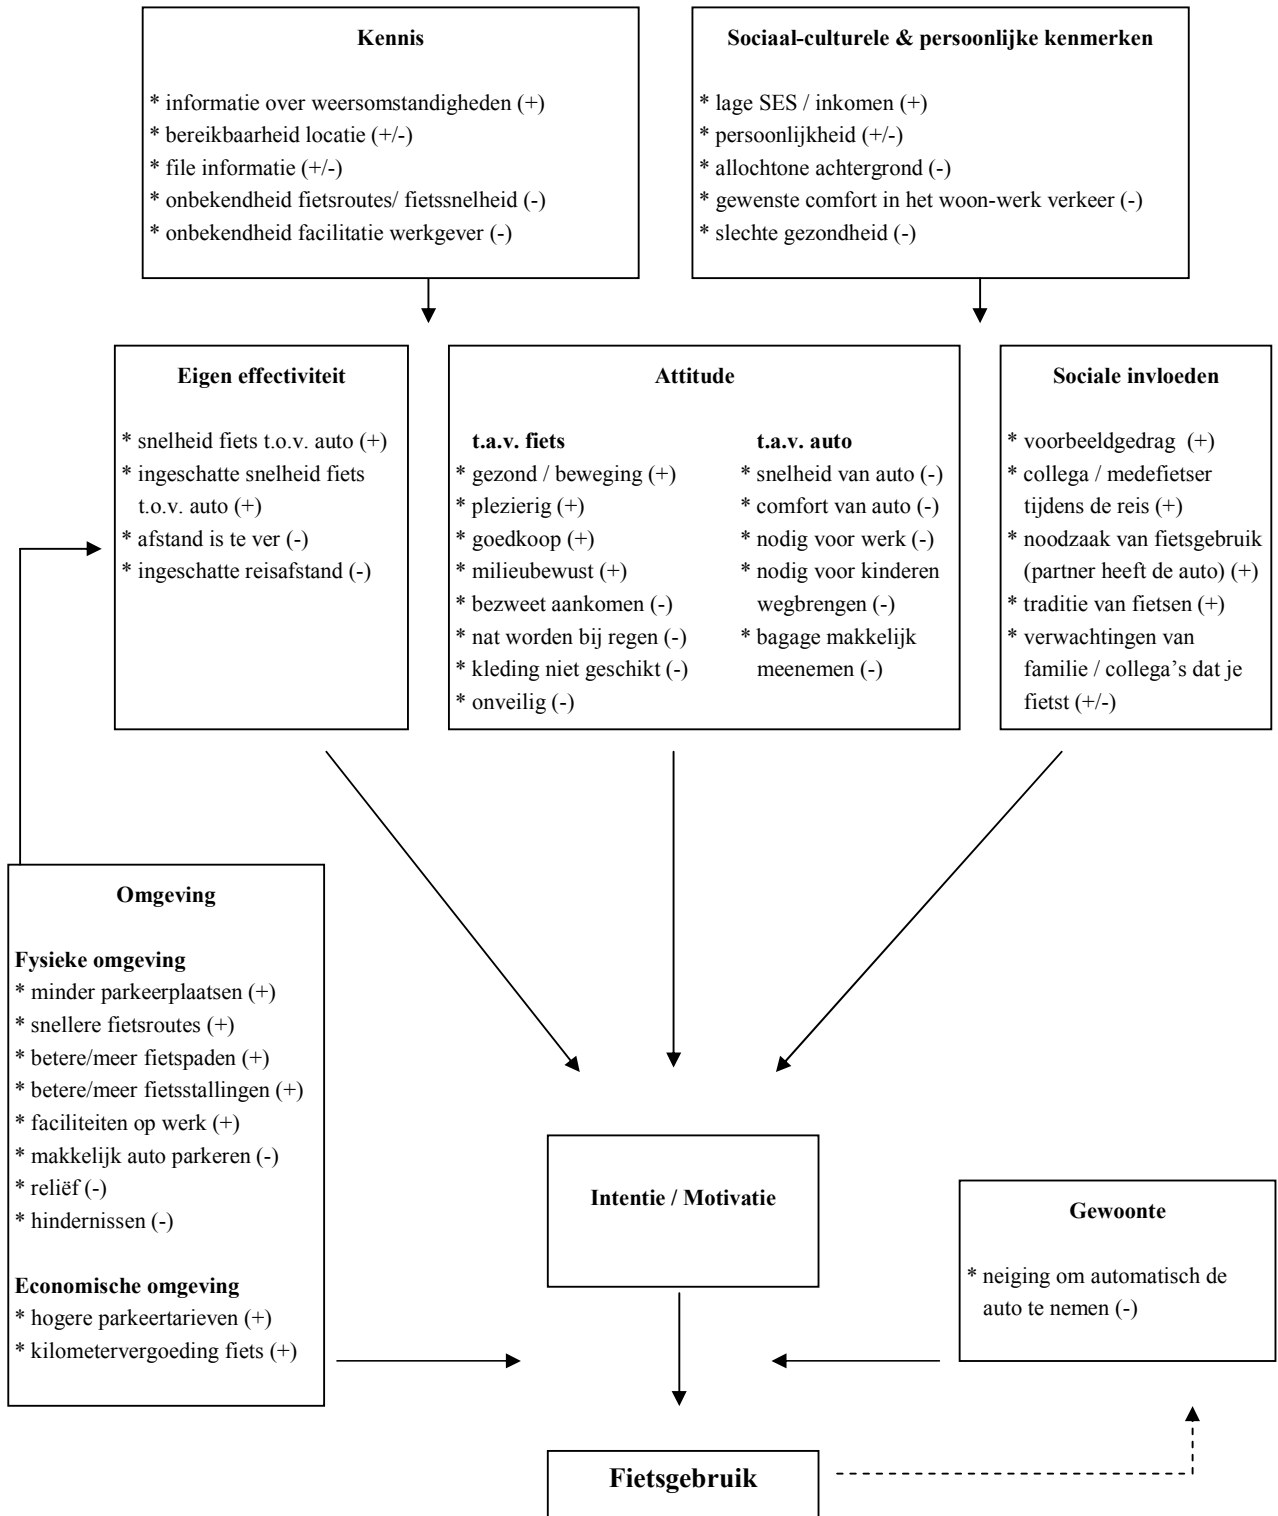 Kennis
* informatie over weersomstandigheden (+)
* bereikbaarheid locatie (+/-)
* file informatie (+/-)
* onbekendheid fietsroutes/ fietssnelheid (-)
* onbekendheid facilitatie werkgever (-)
Sociaal-culturele & persoonlijke kenmerken
* lage SES / inkomen (+)
* persoonlijkheid (+/-)
* allochtone achtergrond (-)
* gewenste comfort in het woon-werk verkeer (-)
* slechte gezondheid (-)
Eigen effectiviteit
* snelheid fiets t.o.v. auto (+)
* ingeschatte snelheid fiets
t.o.v. auto (+)
* afstand is te ver (-)
* ingeschatte reisafstand (-)
Attitude
t.a.v. fiets
* gezond / beweging (+)
* plezierig (+)
* goedkoop (+)
* milieubewust (+)
* bezweet aankomen (-)
* nat worden bij regen (-)
* kleding niet geschikt (-)
* onveilig (-)
t.a.v. auto
* snelheid van auto (-)
* comfort van auto (-)
* nodig voor werk (-)
* nodig voor kinderen
wegbrengen (-)
* bagage makkelijk
meenemen (-)
Sociale invloeden
* voorbeeldgedrag (+)
* collega / medefietser
tijdens de reis (+)
* noodzaak van fietsgebruik
(partner heeft de auto) (+)
* traditie van fietsen (+)
* verwachtingen van
familie / collega's dat je
fietst (+/-)
Omgeving
Fysieke omgeving
* minder parkeerplaatsen (+)
* snellere fietsroutes (+)
* betere/meer fietspaden (+)
* betere/meer fietsstallingen (+)
* faciliteiten op werk (+)
* makkelijk auto parkeren (-)
* reliëf (-)
* hindernissen (-)
Economische omgeving
* hogere parkeertarieven (+)
* kilometervergoeding fiets (+)
Intentie / Motivatie
Gewoonte
* neiging om automatisch de
auto te nemen (-)
Fietsgebruik